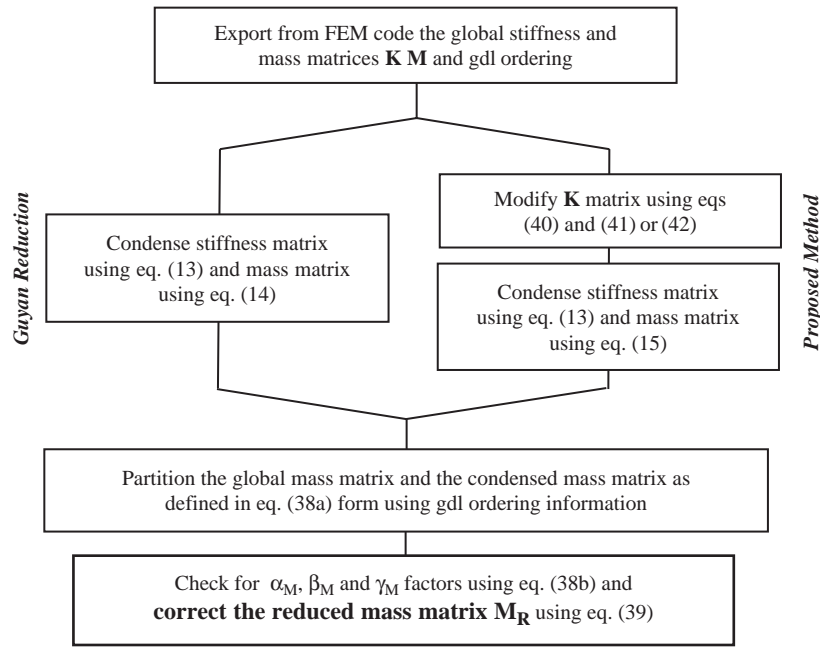 Export from FEM code the global stiffness and
mass matrices K M and gdl ordering
Guyan Reduction
Condense stiffness matrix
using eq. (13) and mass matrix
using eq. (14)
Modify K matrix using eqs
(40) and (41) or (42)
Condense stiffness matrix
using eq. (13) and mass matrix
using eq. (15)
Proposed Method
Partition the global mass matrix and the condensed mass matrix as
defined in eq. (38a) form using gdl ordering information
Check for αM, βM and γM factors using eq. (38b) and
correct the reduced mass matrix MR using eq. (39)